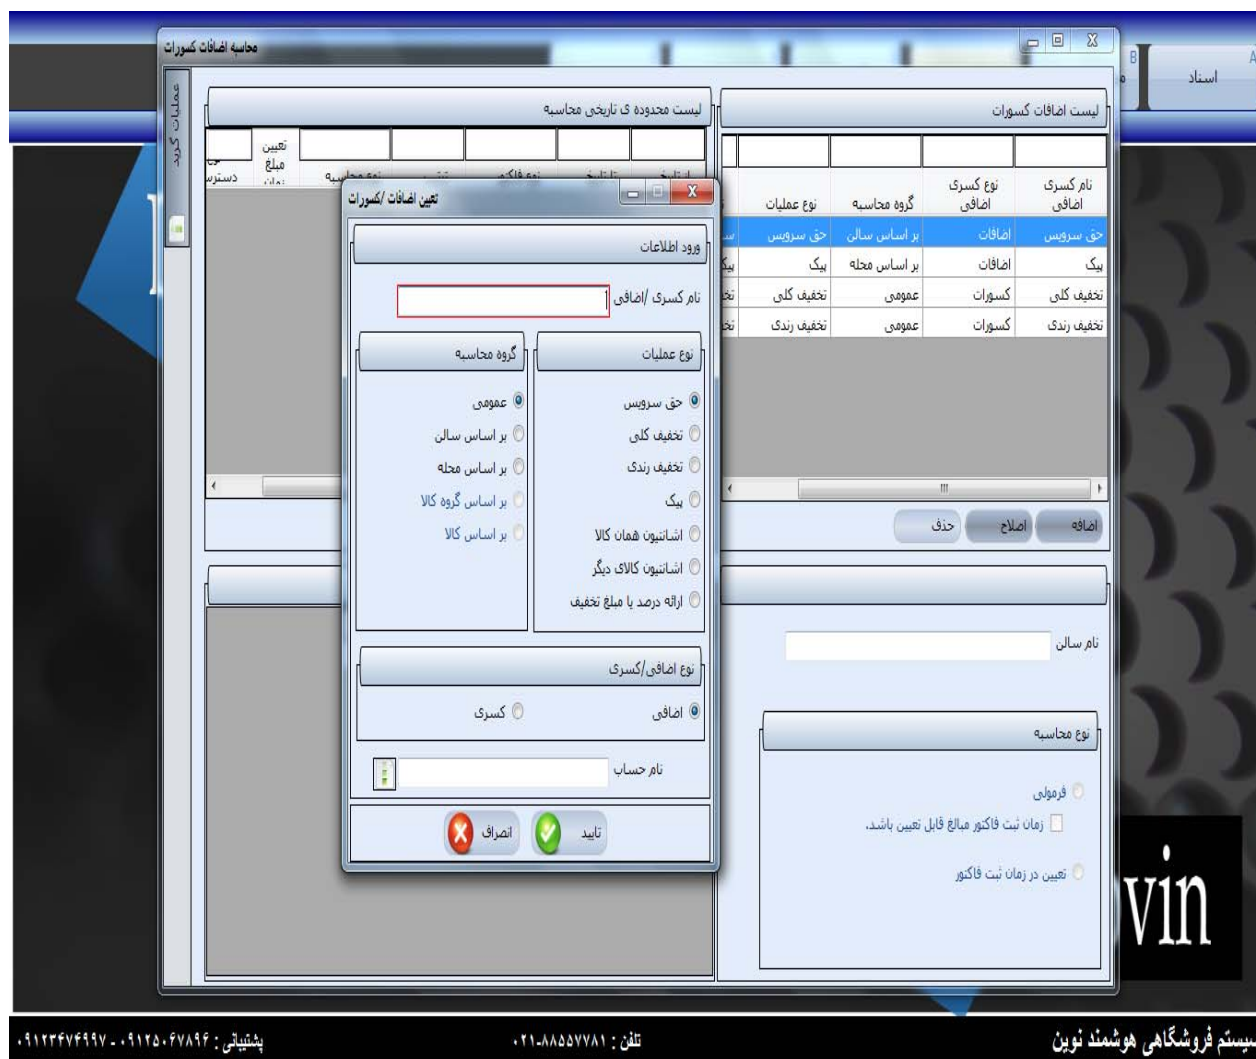 محاسبه اضافات کسورات
A
B
اسناد
عملیات گرید
لیست اضافات کسورات
نام کسری اضافی
نوع کسری اضافی
گروه محاسبه
نوع عملیات
حق سرویس اضافات بر اساس سالن حق سرویس
پیک اضافات بر اساس محله پیک پیک
تخفیف کلی کسورات عمومی تخفیف کلی
تخفیف رندی کسورات عمومی تخفیف رندی
اضافه اصلاح حذف
لیست محدوده ی تاریخی محاسبه
تعیین مبلغ
دسترس
نام سالن
نوع محاسبه
فرمولی
زمان ثبت فاکتور مبالغ قابل تعیین باشد.
تعیین در زمان ثبت فاکتور
تعیین اضافات /کسورات
ورود اطلاعات
نام کسری /اضافی
نوع عملیات
حق سرویس
تخفیف کلی
تخفیف رندی
پیک
اشانتیون همان کالا
اشانتیون کالای دیگر
ارائه درصد یا مبلغ تخفیف
گروه محاسبه
عمومی
بر اساس سالن
بر اساس محله
بر اساس گروه کالا
بر اساس کالا
نوع اضافی/کسری
اضافی
کسری
نام حساب
تایید
انصراف
vin
سیستم فروشگاهی هوشمند نوین
تلفن : ۸۸۵۵۷۷۸۱-۰۲۱
پشتیبانی : ۰۹۱۲۵۰۶۷۸۹۶ - ۰۹۱۲۳۴۷۴۹۹۷